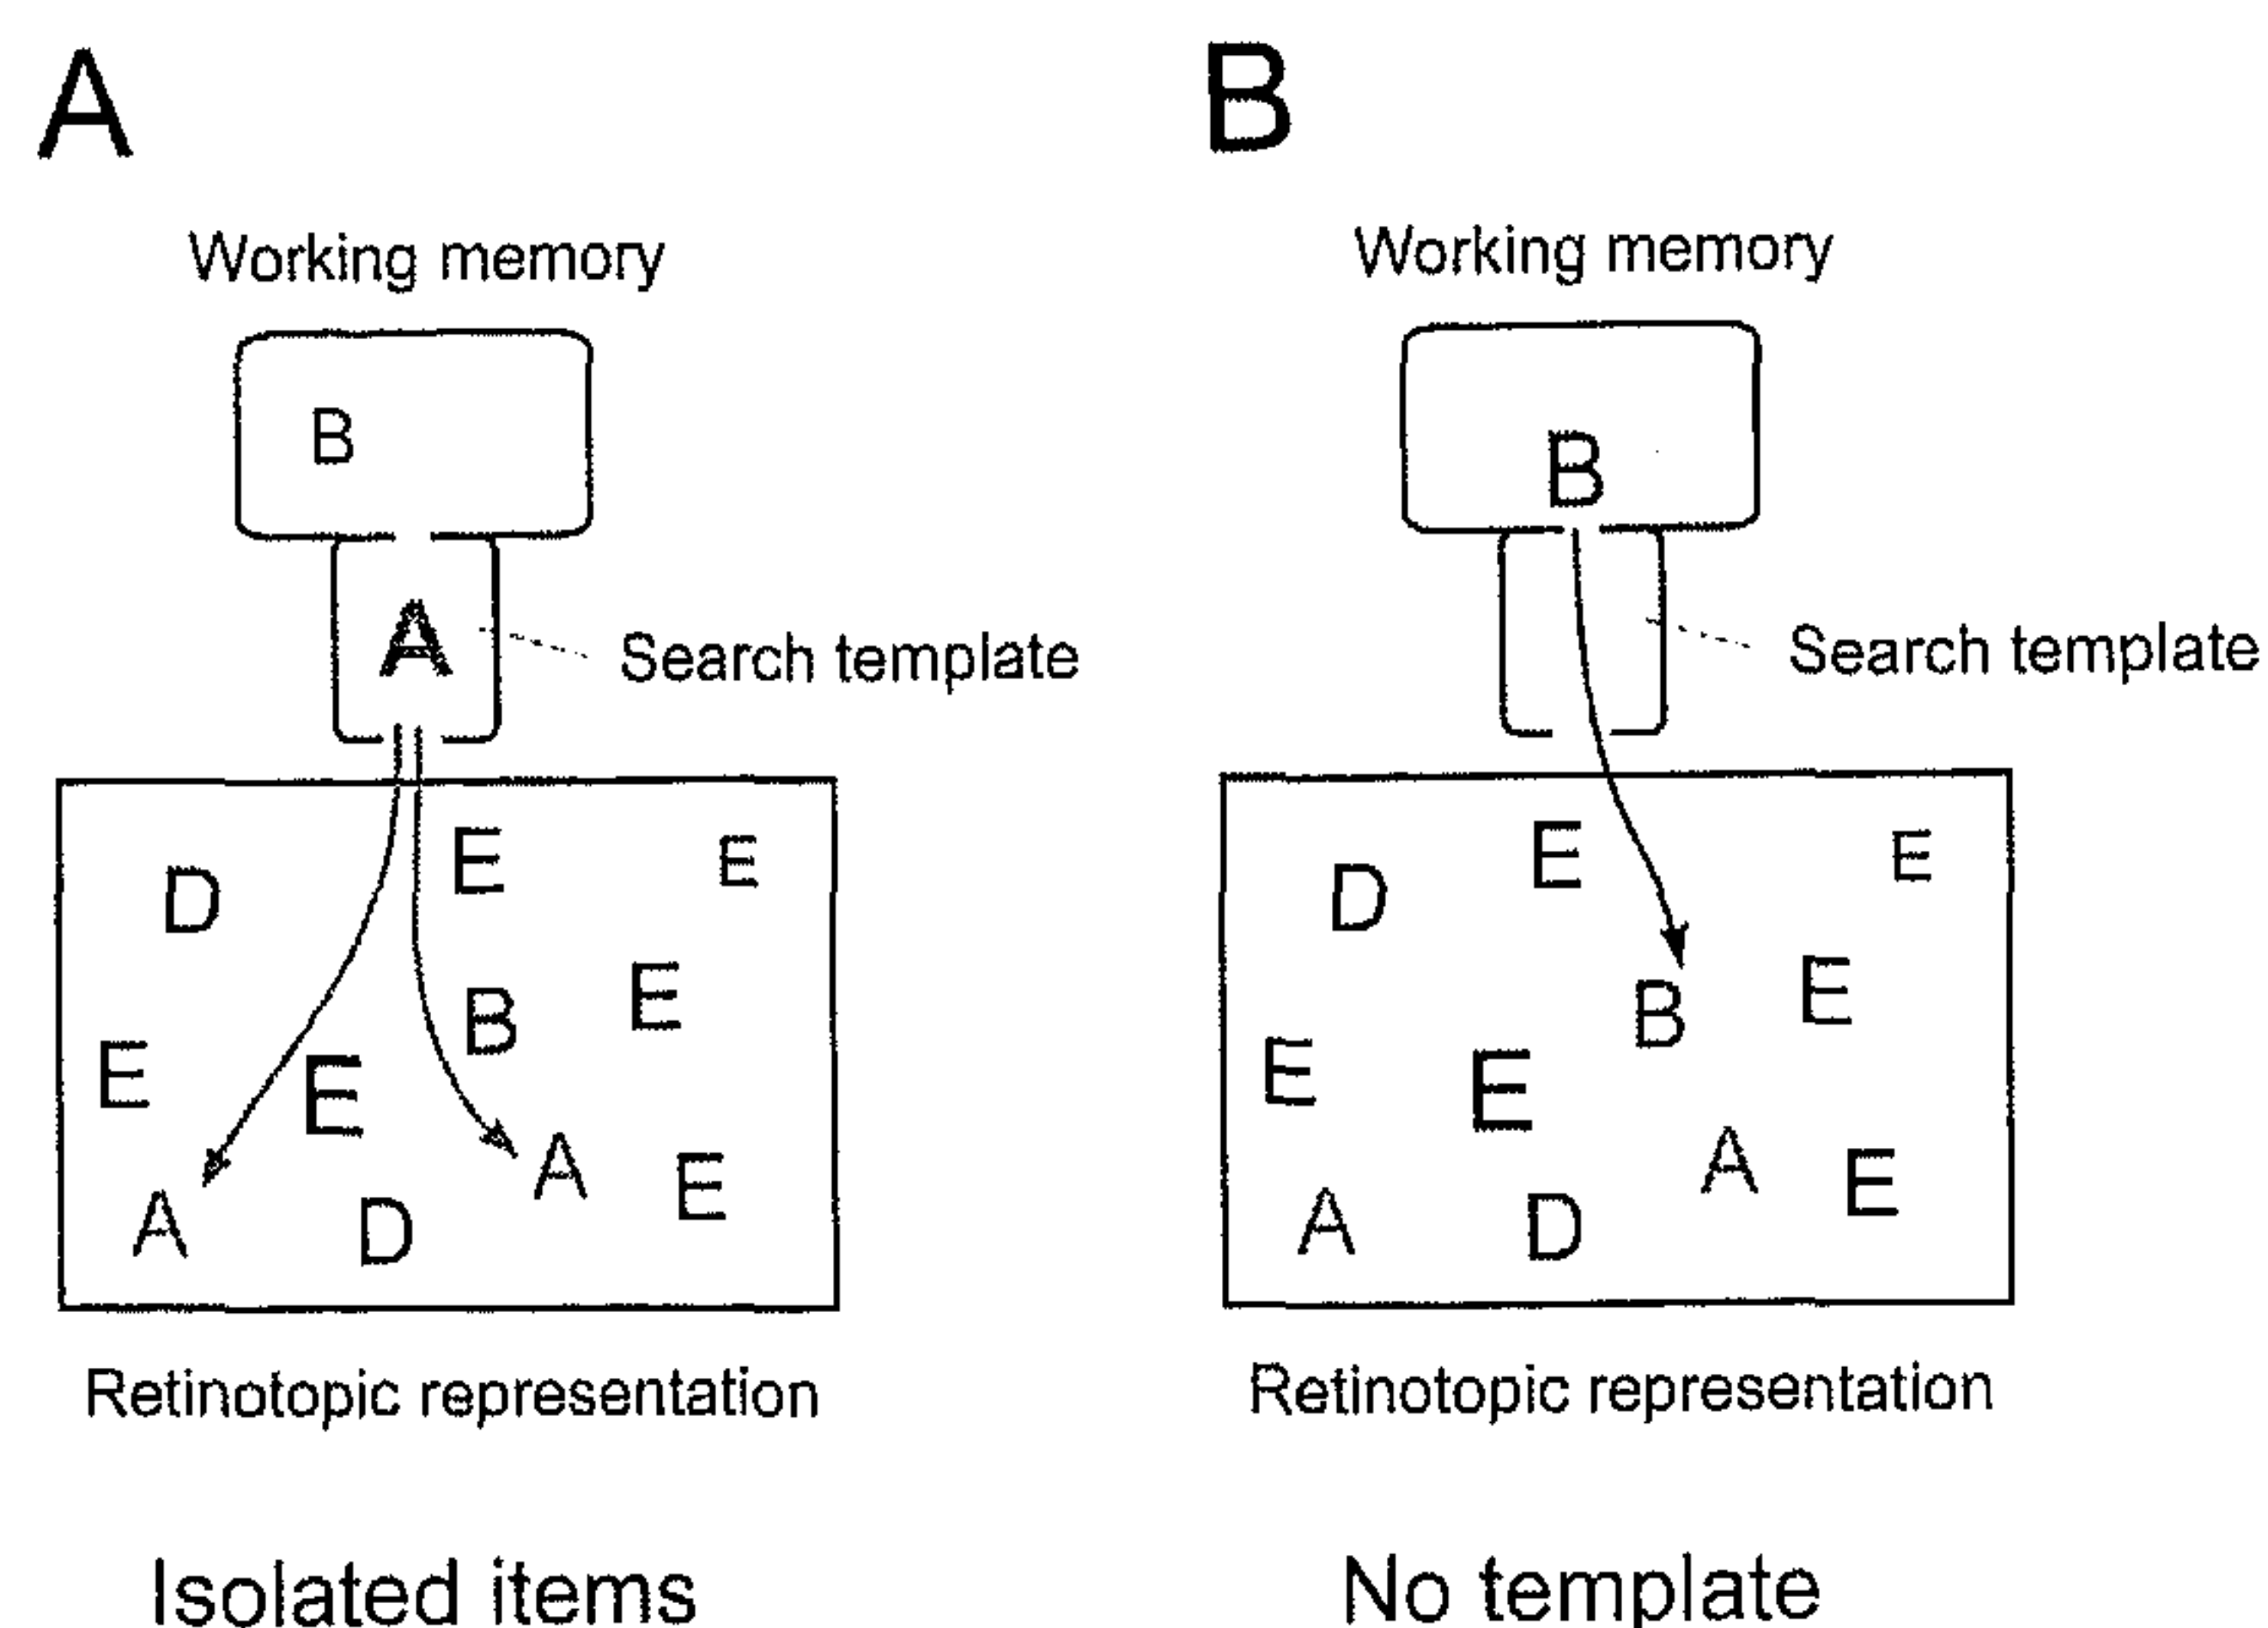 A
Working memory
B
A
Search template
E
E
D
E
B
E
E
A
A
E
D
Retinotopic representation
Isolated items
B
Working memory
B
Search template
E
E
D
E
B
E
E
A
E
A
D
Retinotopic representation
No template